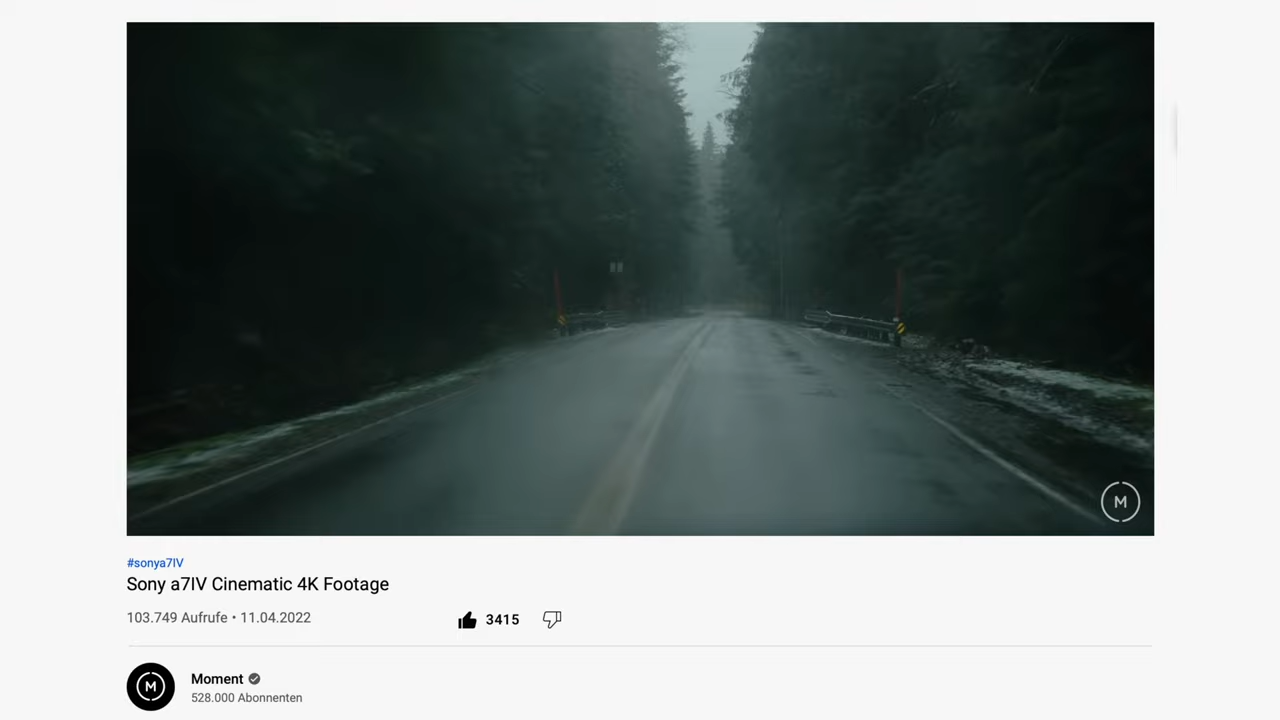 M
#sonya7IV
Sony a7IV Cinematic 4K Footage
103.749 Aufrufe • 11.04.2022
3415
M
Moment
528.000 Abonnenten